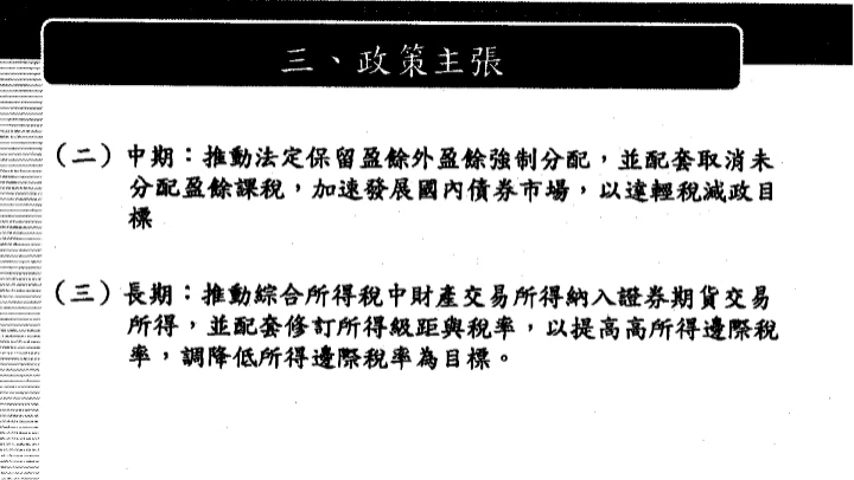 三、政策主張
（二）中期：推動法定保留盈餘外盈餘強制分配，並配套取消未
分配盈餘課稅，加速發展國內債券市場，以達輕稅減政目
標
（三）長期：推動綜合所得稅中財產交易所得納入證券期貨交易
所得，並配套修訂所得級距與稅率，以提高高所得邊際稅
率，調降低所得邊際稅率為目標。